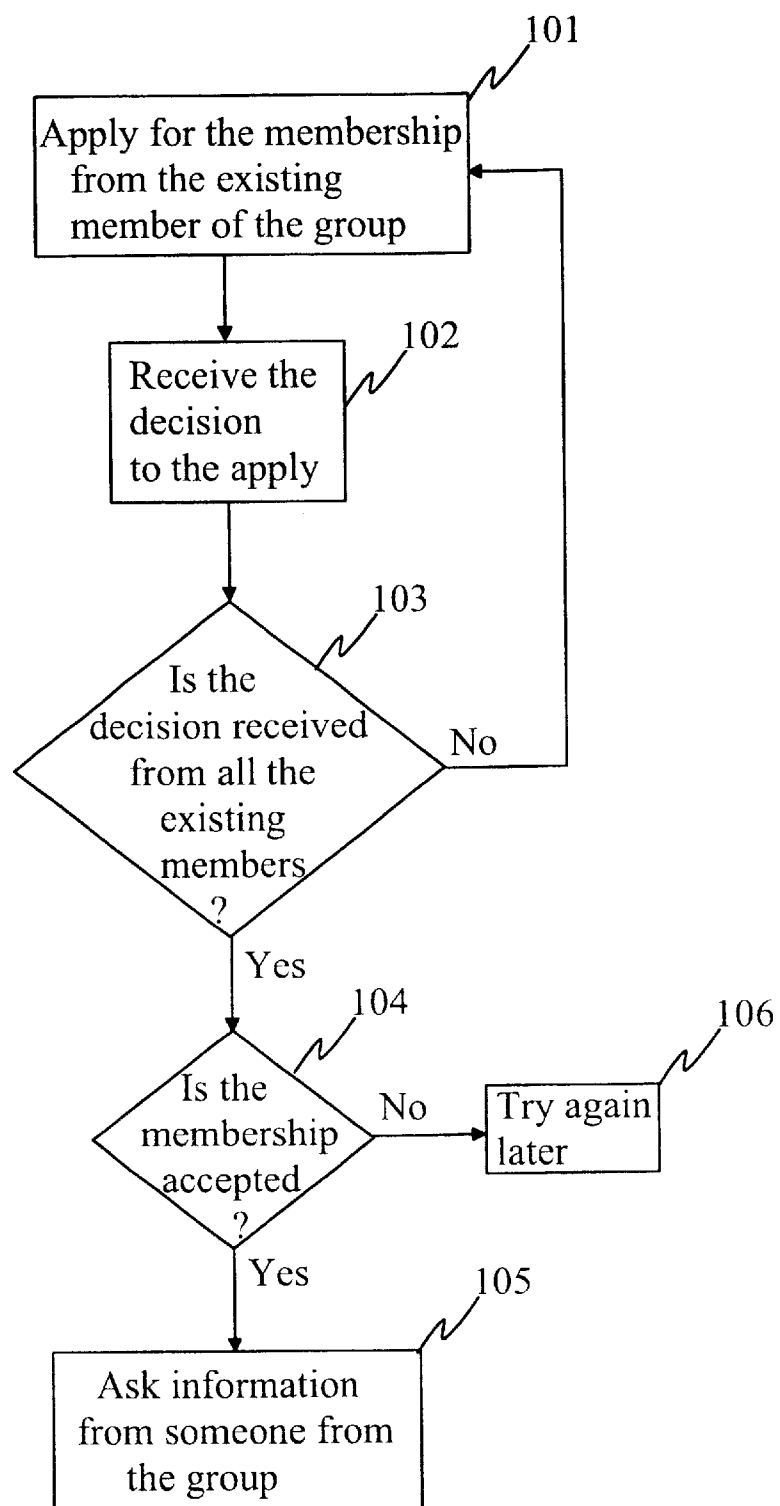 101
Apply for the membership
from the existing
member of the group
102
Receive the
decision
to the apply
103
Is the
decision received
from all the
existing
members
?
No
Yes
104
Is the
membership
accepted
?
No
106
Try again
later
Yes
105
Ask information
from someone from
the group